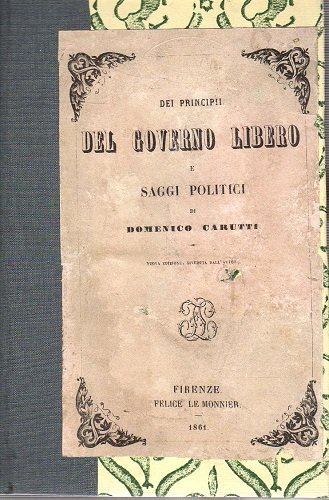 DEI PRINCIPII
DEL GOVERNO LIBERO
E
SAGGI POLITICI
DI
DOMENICO CARUTTI
NUOVA EDIZIONE, RIVEDUTA DALL'AUTORE.
FIRENZE.
FELICE LE MONNIER.
1861.